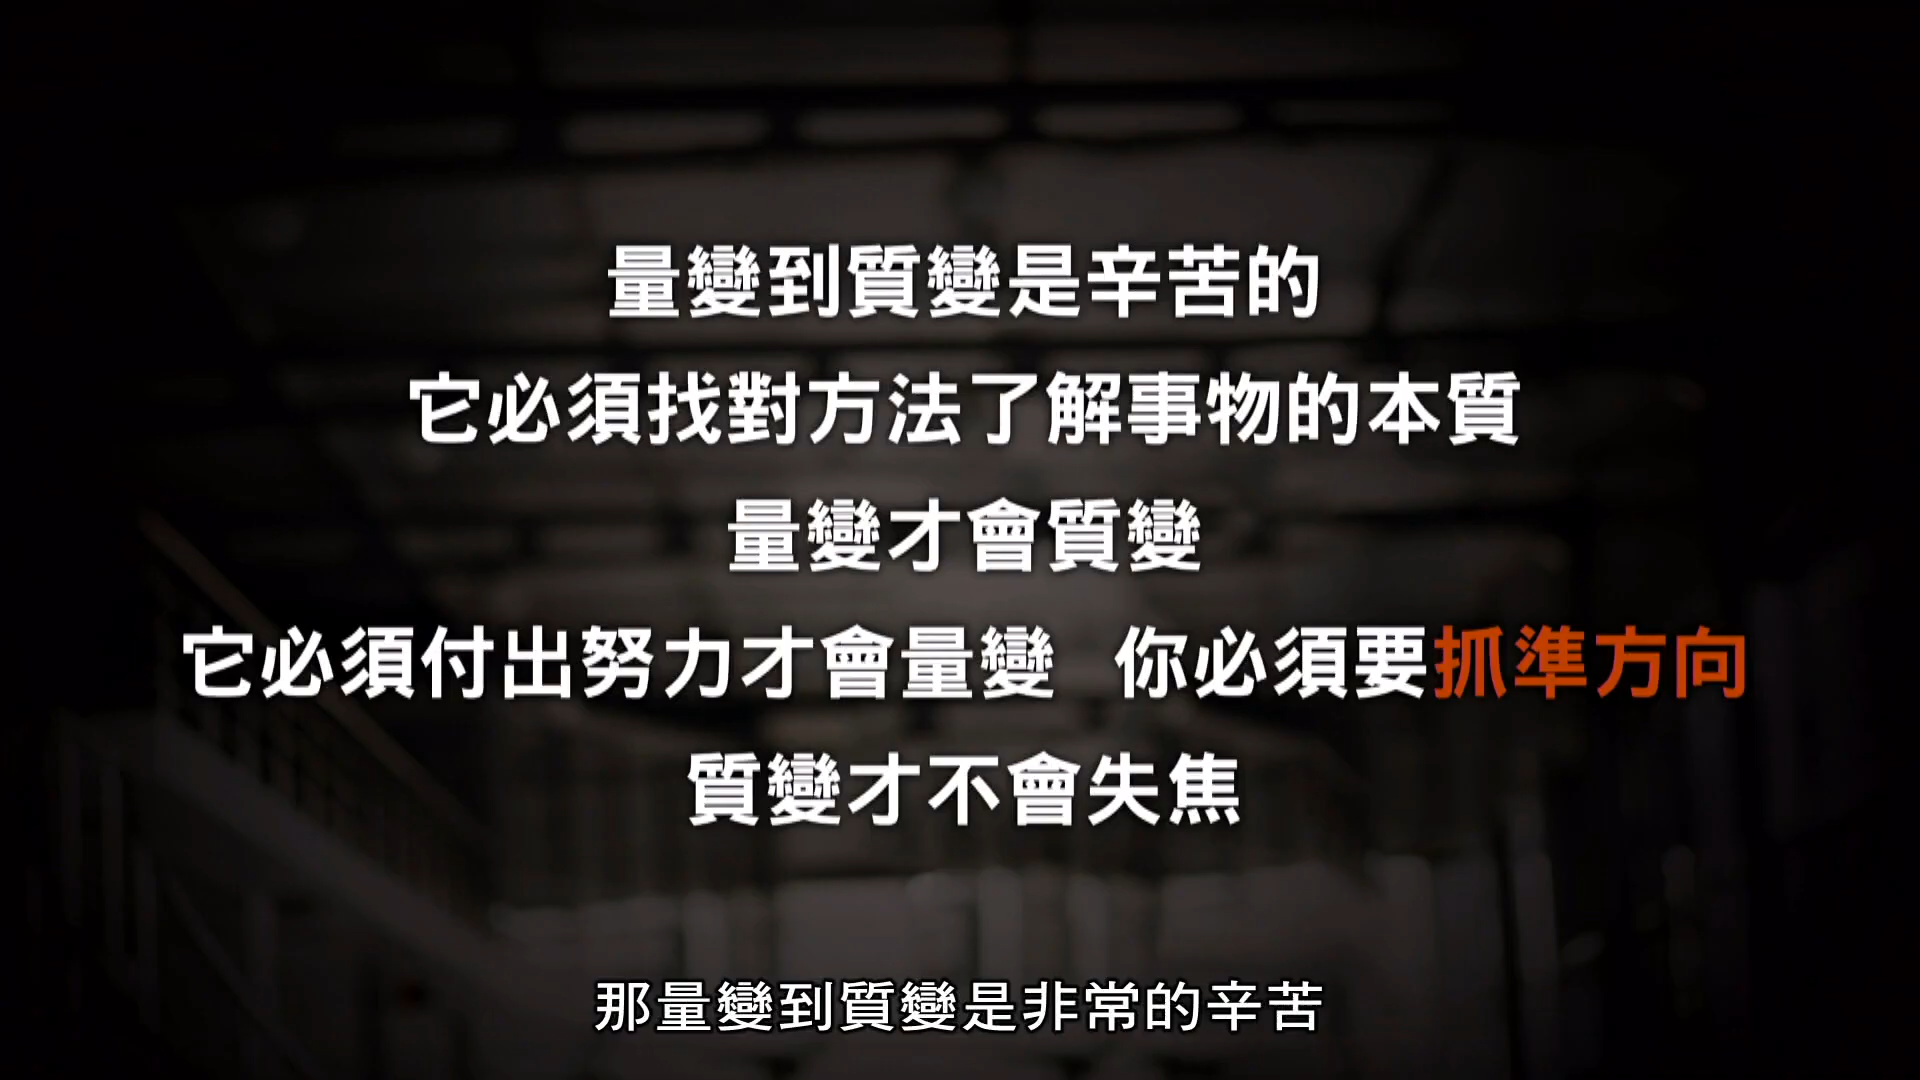 量變到質變是辛苦的
它必須找對方法了解事物的本質
量變才會質變
它必須付出努力才會量變 你必須要抓準方向
質變才不會失焦
那量變到質變是非常的辛苦